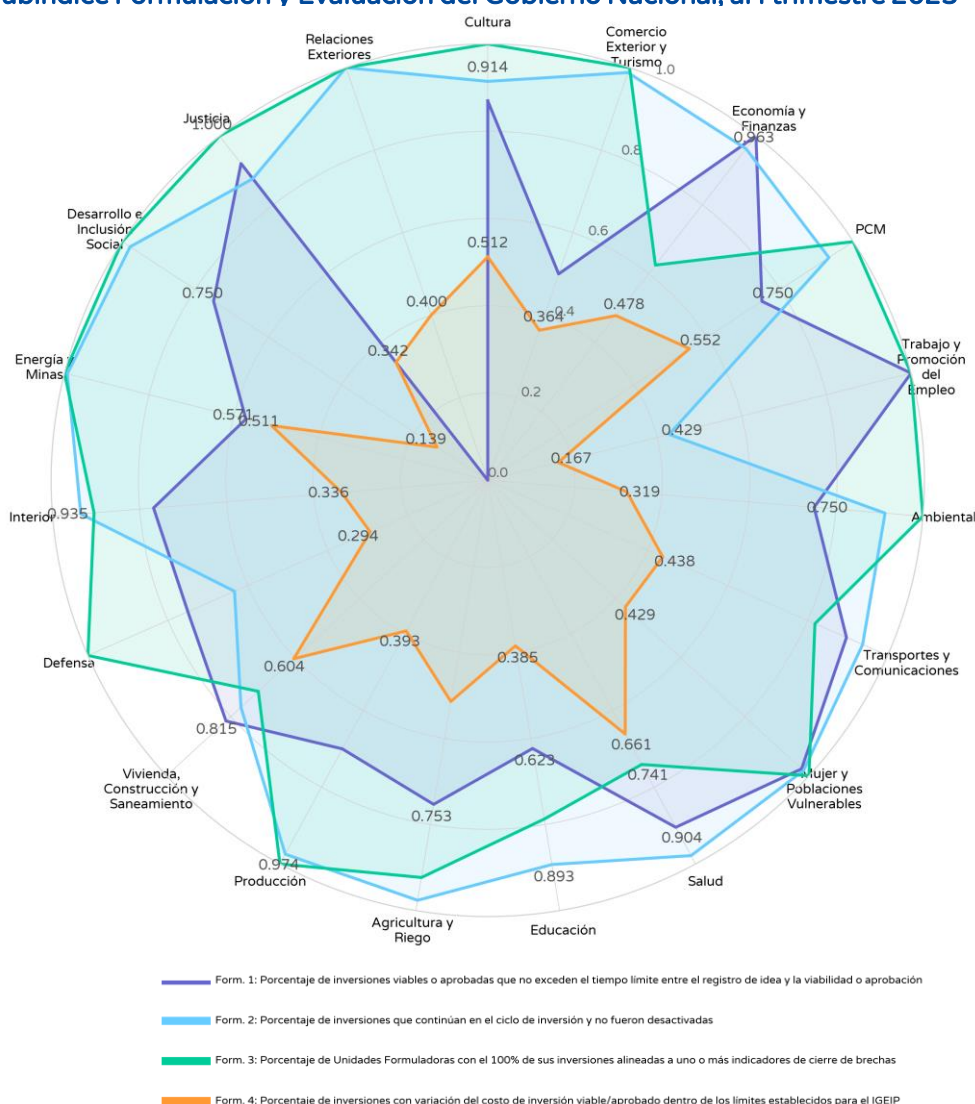 ubíndice Formulación y Evaluación del Gobierno Nacional, al I trimestre 2023
Cultura
Relaciones
Exteriores
Comercio
Exterior y
Turismo
0.914
1.0
Economía y
Finanzas
0.963
Justicia
1.000
0.8
Desarrollo e
Inclusión
Social
PCM
0.6
0.512
0.750
0.750
0.400
0.478
0.364
0.4
0.552
0.342
Trabajo y
Promoción
del
Empleo
Energía y
Minas
0.2
0.571
0.511
0.429
0.139
0.167
0.0
0.336
0.319
Interior
0.935
0.750
Ambiental
0.294
0.438
0.429
Defensa
0.604
0.393
0.385
Transportes y
Comunicaciones
0.815
0.661
0.623
0.741
Vivienda,
Construcción y
Saneamiento
Mujer y
Poblaciones
Vulnerables
0.753
0.904
0.974
Producción
0.893
Salud
Agricultura y
Riego
Educación
Form. 1: Porcentaje de inversiones viables o aprobadas que no exceden el tiempo límite entre el registro de idea y la viabilidad o aprobación
Form. 2: Porcentaje de inversiones que continúan en el ciclo de inversión y no fueron desactivadas
Form. 3: Porcentaje de Unidades Formuladoras con el 100% de sus inversiones alineadas a uno o más indicadores de cierre de brechas
Form. 4: Porcentaje de inversiones con variación del costo de inversión viable/aprobado dentro de los límites establecidos para el IGEIP